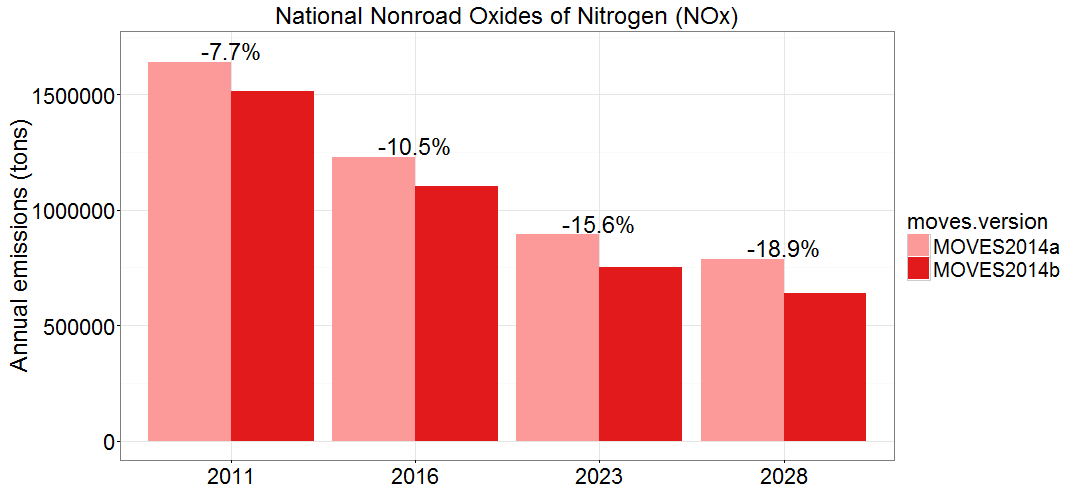 National Nonroad Oxides of Nitrogen (NOx)
Annual emissions (tons)
1500000
1000000
500000
0
-7.7%
-10.5%
-15.6%
-18.9%
2011
2016
2023
2028
moves.version
MOVES2014a
MOVES2014b